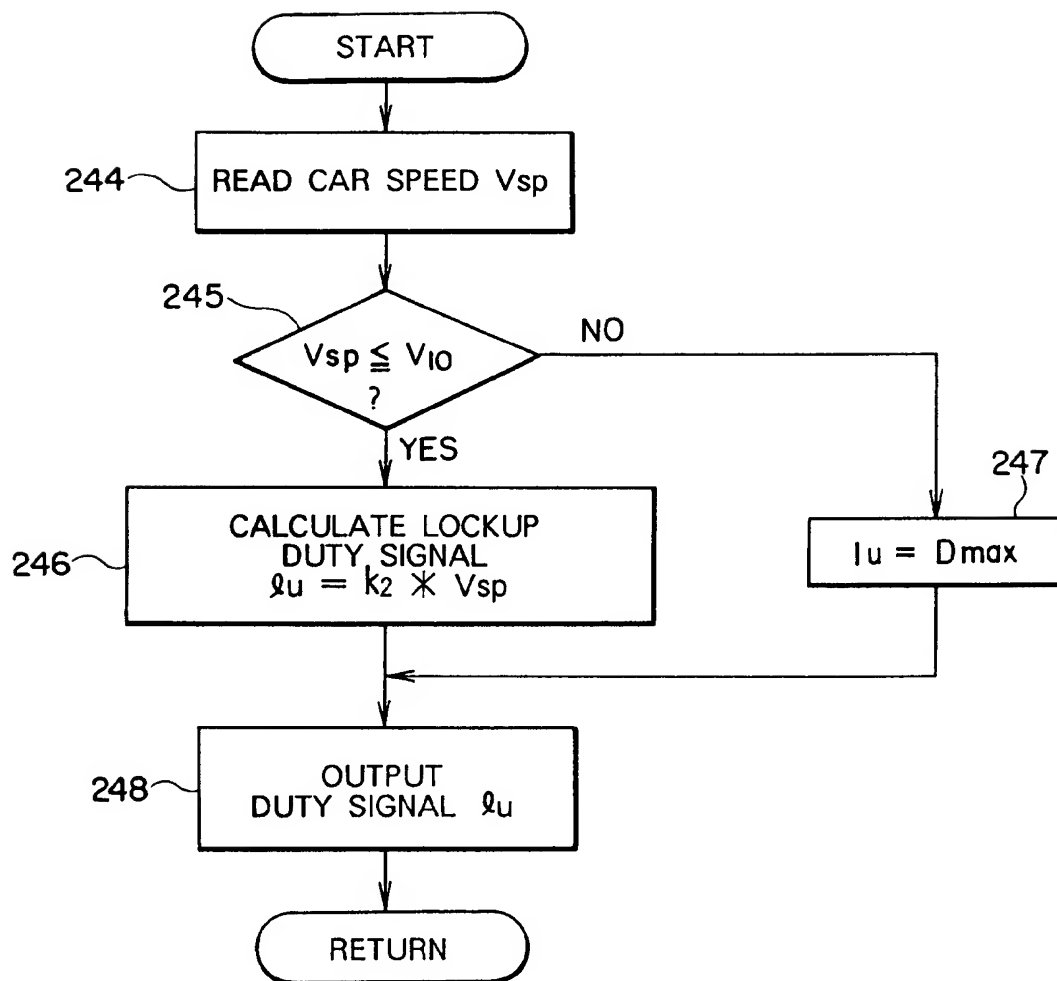 START
244
READ CAR SPEED Vsp
245
Vsp ≦ V10
?
NO
YES
247
246
CALCULATE LOCKUP
DUTY SIGNAL
ℓu = k2 * Vsp
lu = Dmax
248
OUTPUT
DUTY SIGNAL ℓu
RETURN